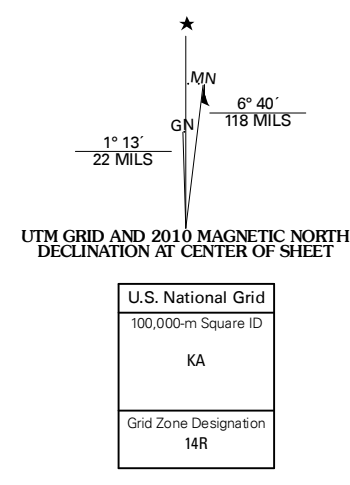 MN
6° 40´
118 MILS
GN
1° 13´
22 MILS
UTM GRID AND 2010 MAGNETIC NORTH
DECLINATION AT CENTER OF SHEET
U.S. National Grid
100,000-m Square ID
KA
Grid Zone Designation
14R